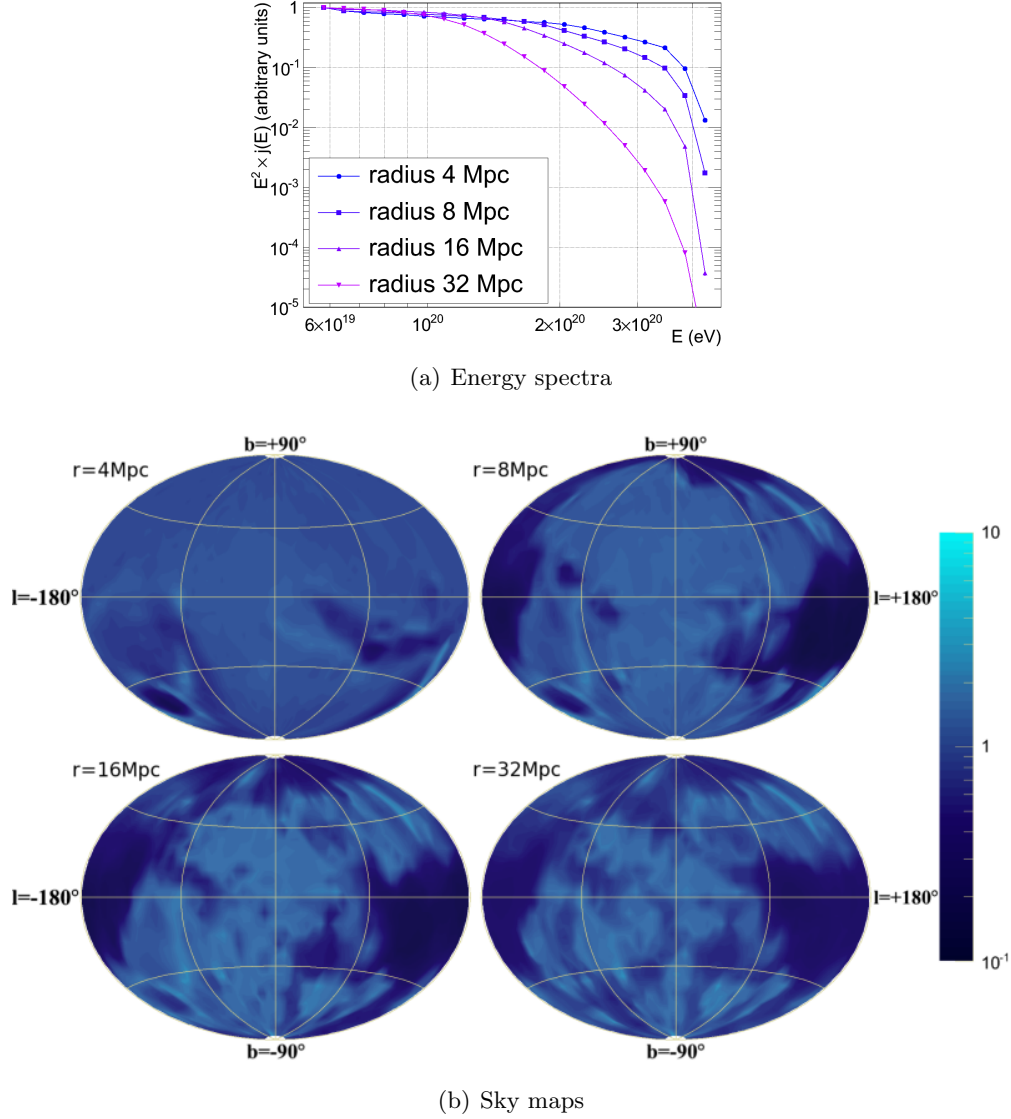 E² × j(E) (arbitrary units)
1
10⁻¹
10⁻²
10⁻³
10⁻⁴
10⁻⁵
radius 4 Mpc
radius 8 Mpc
radius 16 Mpc
radius 32 Mpc
6×10¹⁹
10²⁰
2×10²⁰
3×10²⁰
E (eV)
(a) Energy spectra
b=+90°
b=+90°
r=4Mpc
r=8Mpc
10
l=-180°
l=+180°
1
r=16Mpc
r=32Mpc
l=-180°
l=+180°
10⁻¹
b=-90°
b=-90°
(b) Sky maps